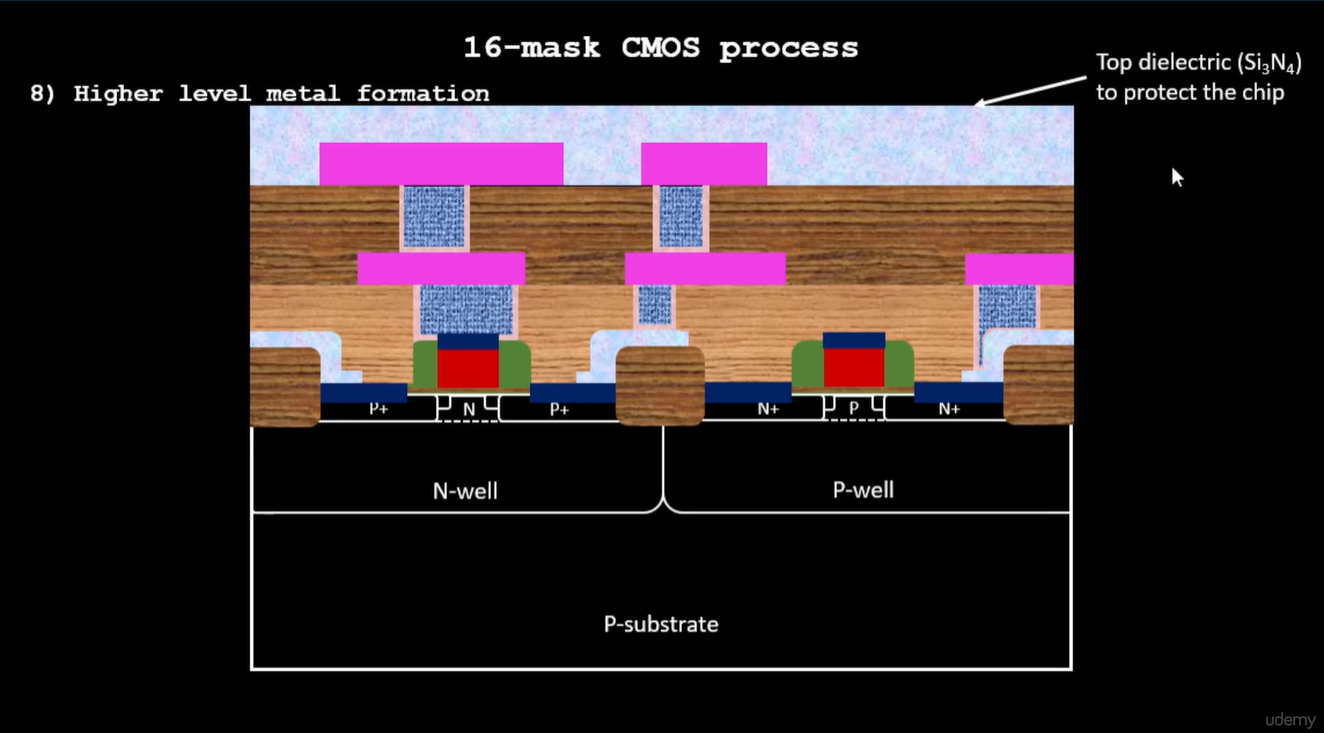 16-mask CMOS process
8) Higher level metal formation
Top dielectric (Si₃N₄)
to protect the chip
P+
N
P+
N+
P
N+
N-well
P-well
P-substrate
udemy